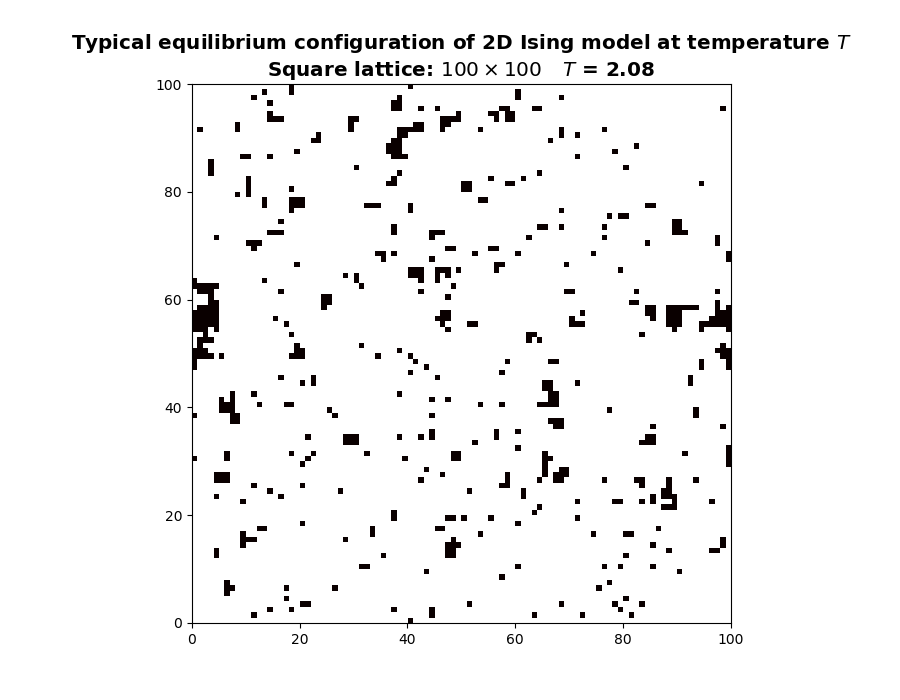 Typical equilibrium configuration of 2D Ising model at temperature T
Square lattice: 100 × 100 T = 2.08
100
80
60
40
20
0
0 20 40 60 80 100